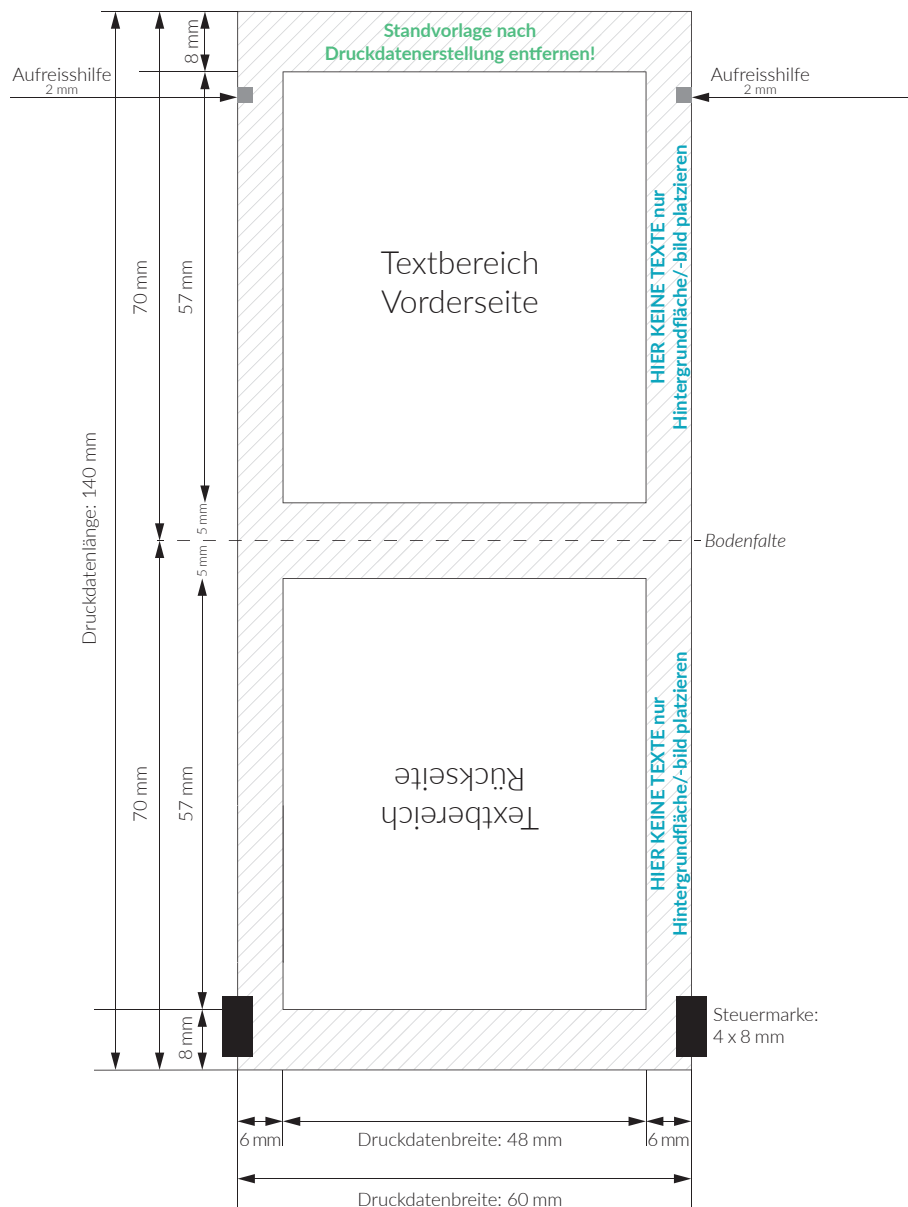 Standvorlage nach
Druckdatenerstellung entfernen!
8 mm
Aufreisshilfe
2 mm
Aufreisshilfe
2 mm
HIER KEINE TEXTE nur
Hintergrundfläche/-bild platzieren
Textbereich
Vorderseite
70 mm
57 mm
Druckdatenlänge: 140 mm
5 mm
5 mm
Bodenfalte
HIER KEINE TEXTE nur
Hintergrundfläche/-bild platzieren
Textbereich
Rückseite
70 mm
57 mm
8 mm
Steuermarke:
4 x 8 mm
6 mm
Druckdatenbreite: 48 mm
6 mm
Druckdatenbreite: 60 mm